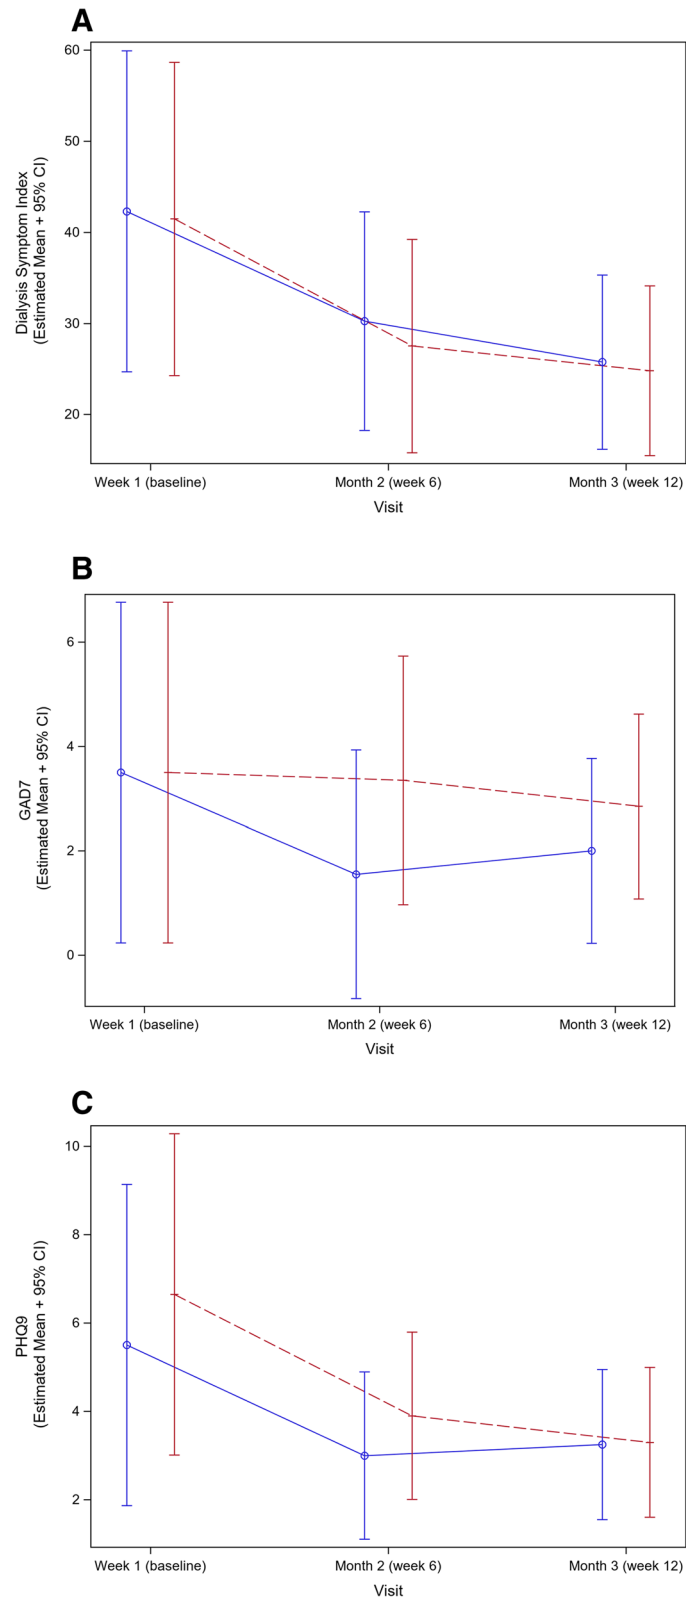 A
60
50
40
30
20
Dialysis Symptom Index
(Estimated Mean + 95% CI)
Week 1 (baseline)
Month 2 (week 6)
Month 3 (week 12)
Visit
B
6
4
2
0
GAD7
(Estimated Mean + 95% CI)
Week 1 (baseline)
Month 2 (week 6)
Month 3 (week 12)
Visit
C
10
8
6
4
2
PHQ9
(Estimated Mean + 95% CI)
Week 1 (baseline)
Month 2 (week 6)
Month 3 (week 12)
Visit